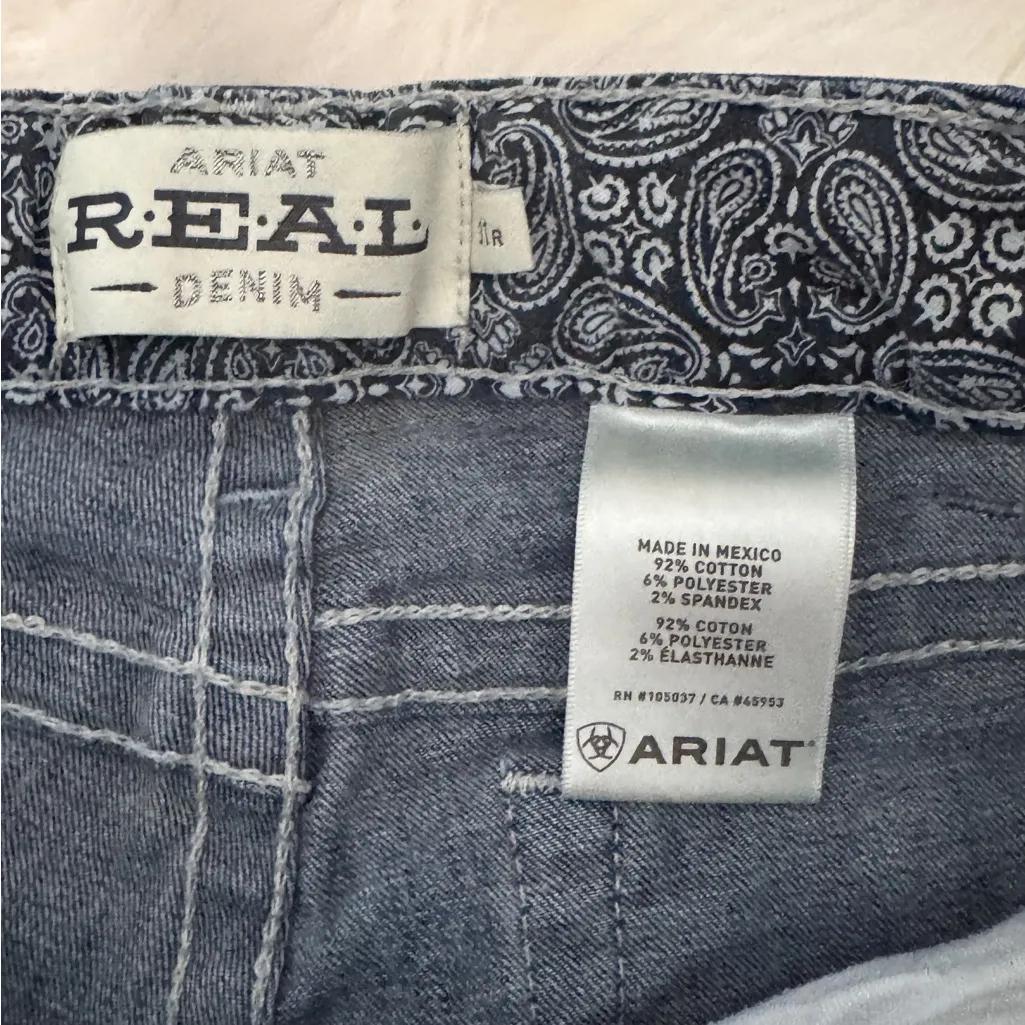 ARIAT
R·E·A·L
DENIM
11R
MADE IN MEXICO
92% COTTON
6% POLYESTER
2% SPANDEX
92% COTON
6% POLYESTER
2% ÉLASTHANNE
RN #105037 / CA #45953
ARIAT